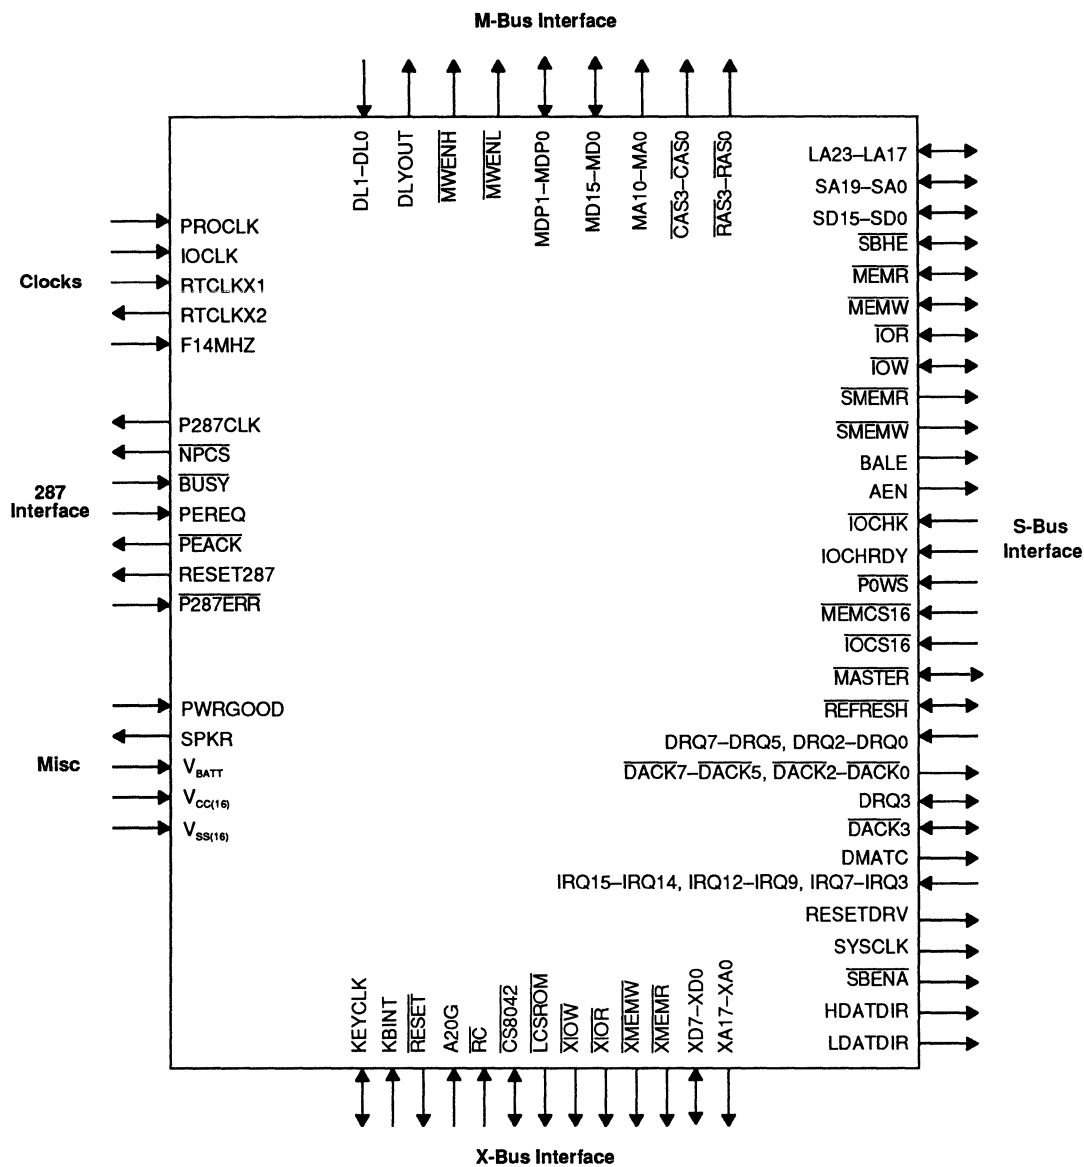 M-Bus Interface
DL1–DL0
DLYOUT
MWENH
MWENL
MDP1–MDP0
MD15–MD0
MA10–MA0
CAS3–CAS0
RAS3–RAS0
Clocks
PROCLK
IOCLK
RTCLKX1
RTCLKX2
F14MHZ
287
Interface
P287CLK
NPCS
BUSY
PEREQ
PEACK
RESET287
P287ERR
Misc
PWRGOOD
SPKR
VBATT
VCC(16)
VSS(16)
LA23–LA17
SA19–SA0
SD15–SD0
SBHE
MEMR
MEMW
IOR
IOW
SMEMR
SMEMW
BALE
AEN
IOCHK
IOCHRDY
P0WS
MEMCS16
IOCS16
MASTER
REFRESH
DRQ7–DRQ5, DRQ2–DRQ0
DACK7–DACK5, DACK2–DACK0
DRQ3
DACK3
DMATC
IRQ15–IRQ14, IRQ12–IRQ9, IRQ7–IRQ3
RESETDRV
SYSCLK
SBENA
HDATDIR
LDATDIR
S-Bus
Interface
KEYCLK
KBINT
RESET
A20G
RC
CS8042
LCSROM
XIOW
XIOR
XMEMW
XMEMR
XD7–XD0
XA17–XA0
X-Bus Interface